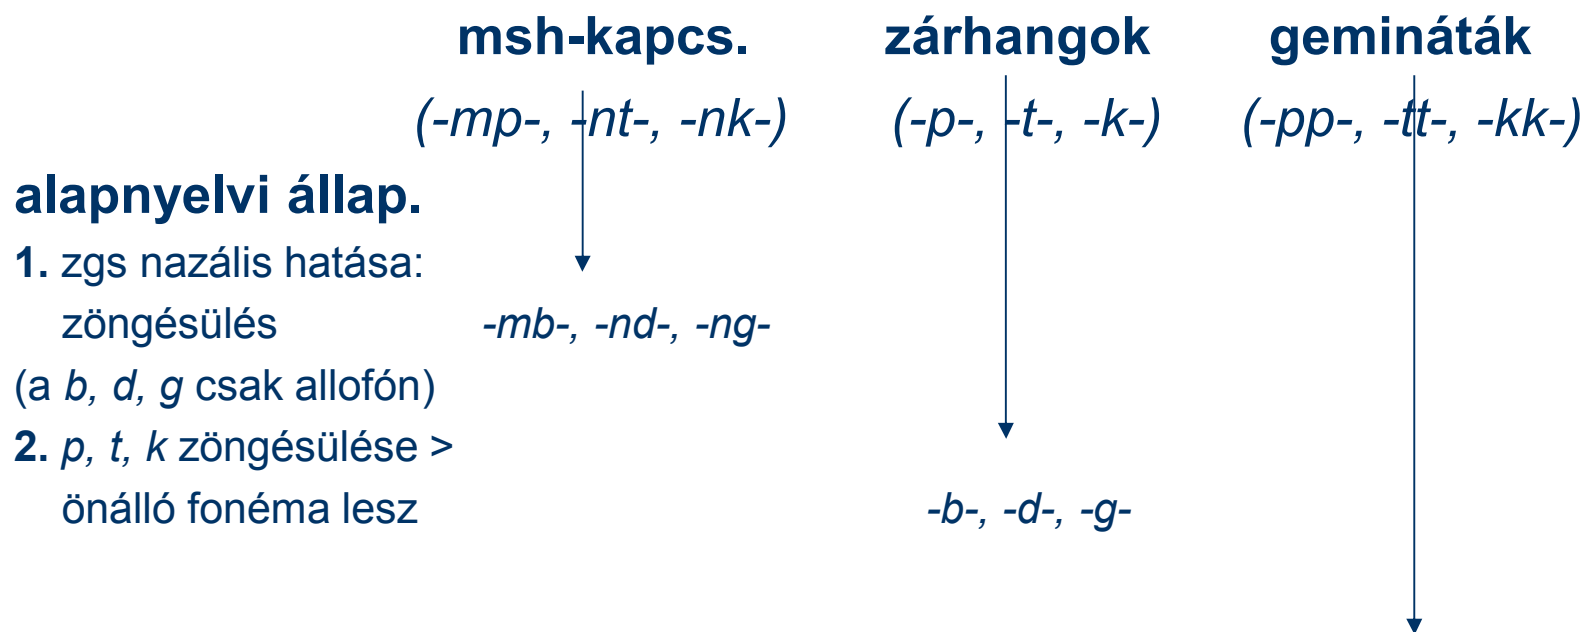 msh-kapcs. zárhangok gemináták
(-mp-, -nt-, -nk-) (-p-, -t-, -k-) (-pp-, -tt-, -kk-)
alapnyelvi állap.
1. zgs nazális hatása:
zöngésülés -mb-, -nd-, -ng-
(a b, d, g csak allofón)
2. p, t, k zöngésülése >
önálló fonéma lesz -b-, -d-, -g-